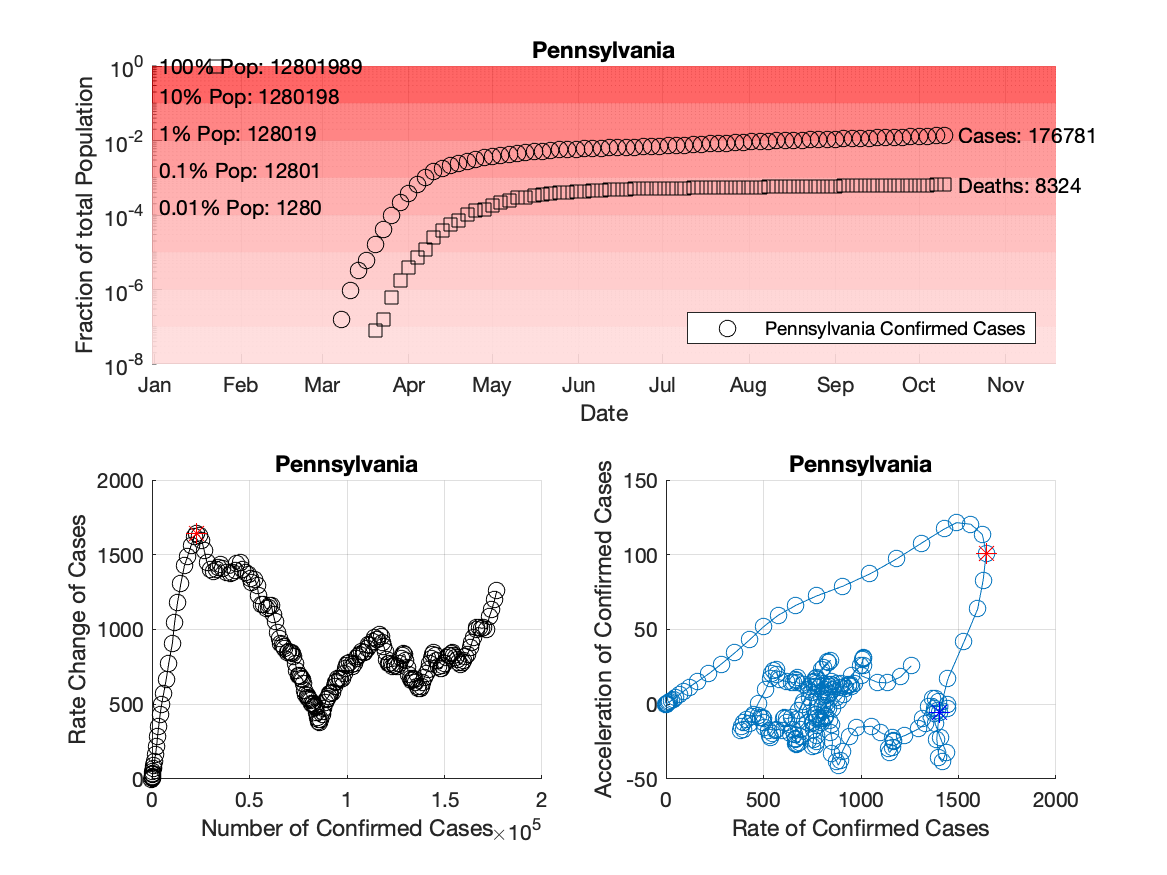 Pennsylvania
Fraction of total Population
10^0
10^-2
10^-4
10^-6
10^-8
100% Pop: 12801989
10% Pop: 1280198
1% Pop: 128019
0.1% Pop: 12801
0.01% Pop: 1280
Cases: 176781
Deaths: 8324
Pennsylvania Confirmed Cases
Jan Feb Mar Apr May Jun Jul Aug Sep Oct Nov
Date
Pennsylvania
Rate Change of Cases
2000
1500
1000
500
0
0 0.5 1 1.5 2
Number of Confirmed Cases ×10^5
Pennsylvania
Acceleration of Confirmed Cases
150
100
50
0
-50
0 500 1000 1500 2000
Rate of Confirmed Cases